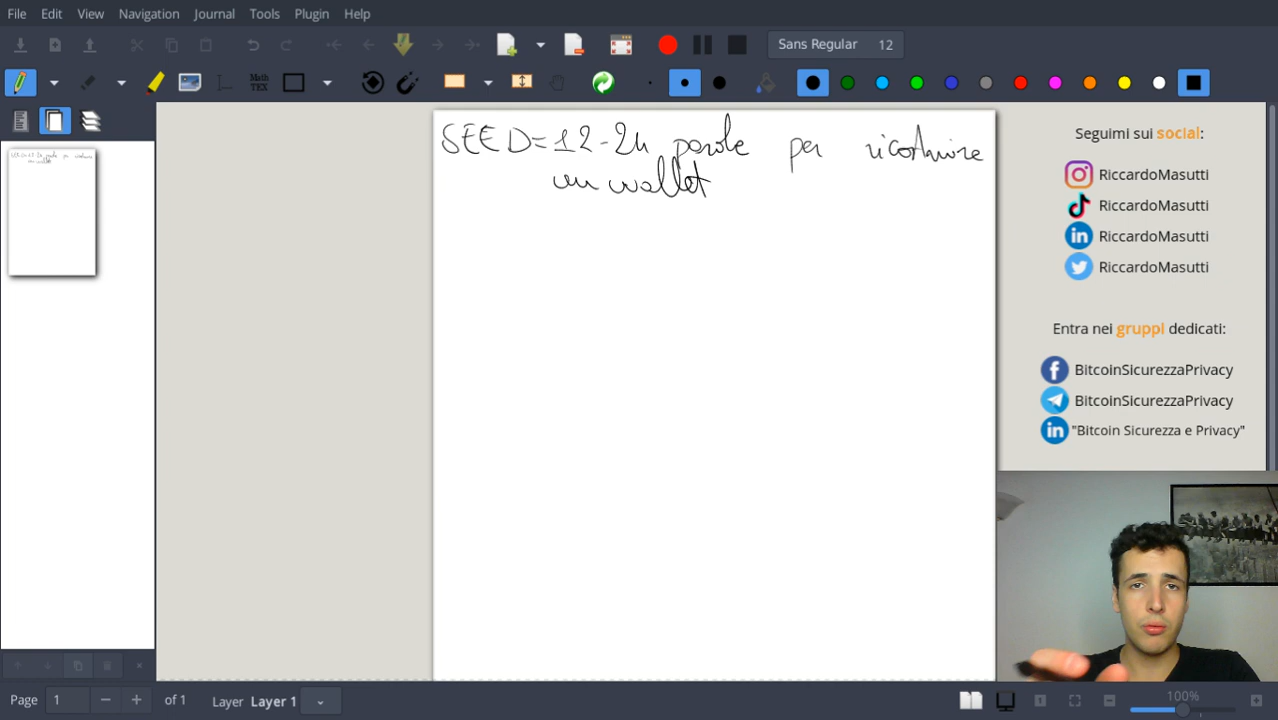 File Edit View Navigation Journal Tools Plugin Help
Sans Regular 12
Math TEX
SEED=12-24 parole per ricostruire
un wallet
Seguimi sui social:
RiccardoMasutti
RiccardoMasutti
RiccardoMasutti
RiccardoMasutti
Entra nei gruppi dedicati:
BitcoinSicurezzaPrivacy
BitcoinSicurezzaPrivacy
"Bitcoin Sicurezza e Privacy"
Page 1 of 1 Layer Layer 1 100%